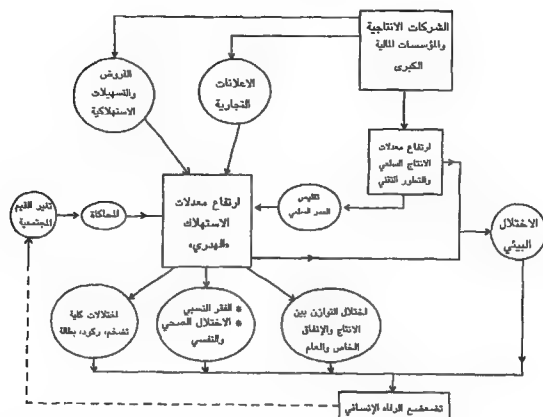 الشركات الانتاجية
والمؤسسات المالية
الكبرى
القروض
والتسهيلات
الاستهلاكية
الاعلانات
التجارية
ارتفاع معدلات
الانتاج السلعي
والتطور التقني
تقليص
العمر السلعي
ارتفاع معدلات
الاستهلاك
«الهدري»
المحاكاة
تغير القيم
المجتمعية
الاختلال
البيئي
اختلال التوازن بين
الانتاج والإنفاق
الخاص والعام
* الفقر النسبي
* الاختلال الصحي
والنفسي
اختلالات كلية
تضخم، ركود، بطالة
تضعضع الرفاه الإنساني